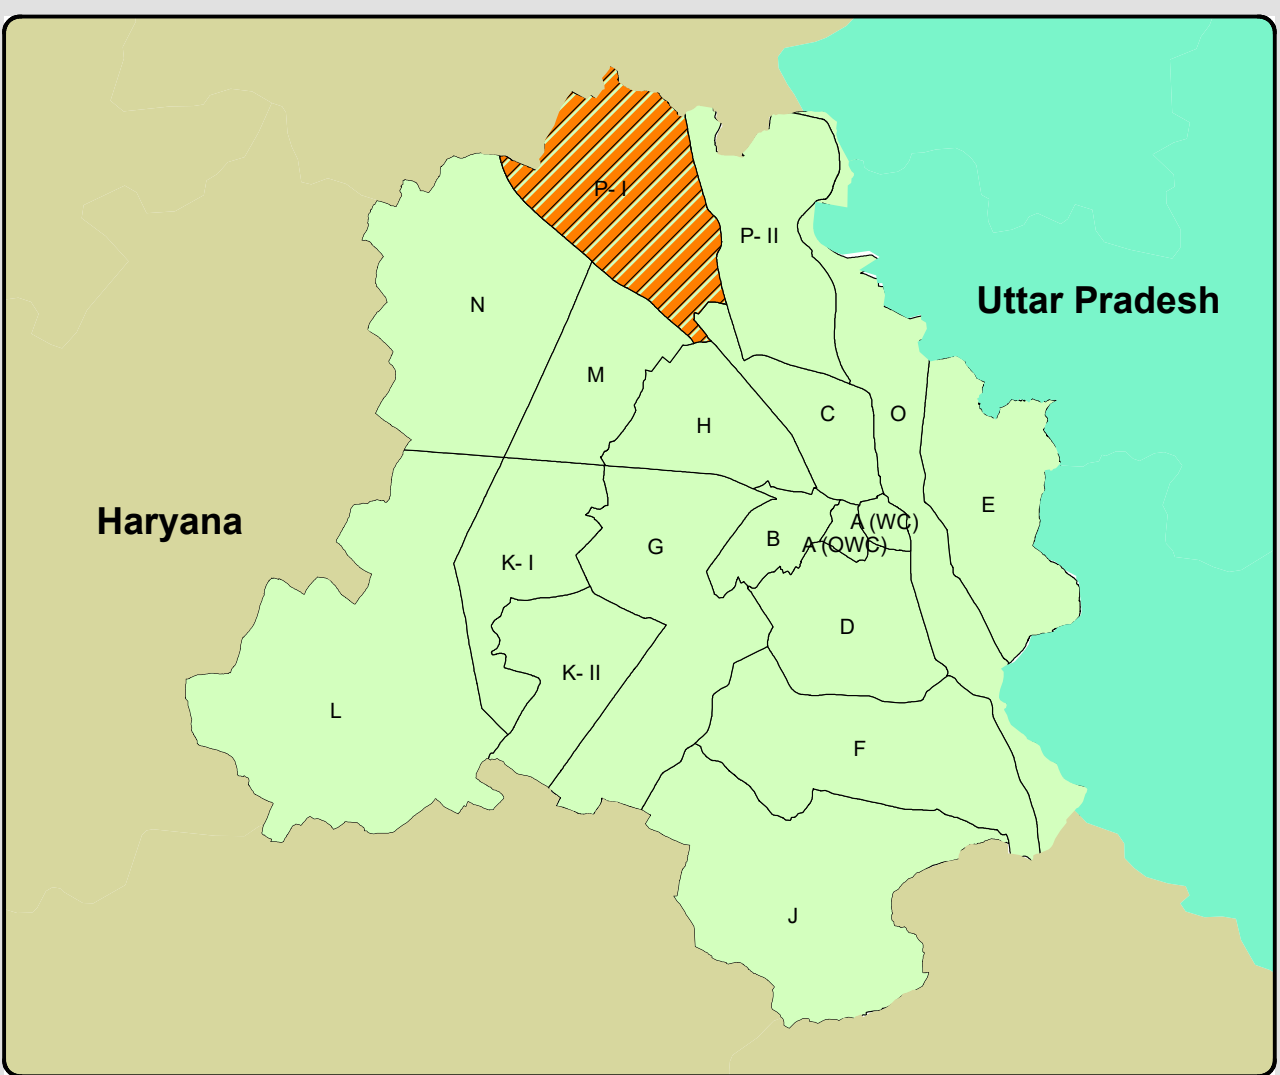 P- I
P- II
Uttar Pradesh
N
M
C
O
H
E
Haryana
A (WC)
B
A (OWC)
G
K- I
D
K- II
L
F
J